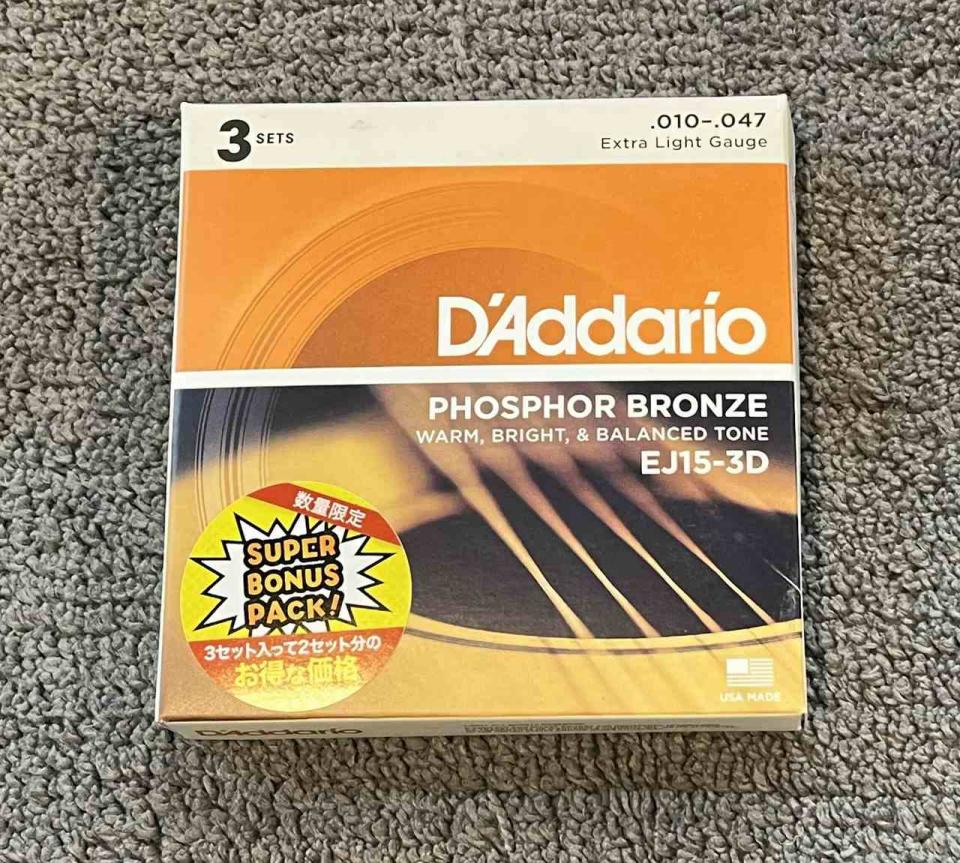 3 SETS
.010–.047
Extra Light Gauge
D'Addario
PHOSPHOR BRONZE
WARM, BRIGHT, & BALANCED TONE
EJ15-3D
数量限定
SUPER
BONUS
PACK!
3セット入って2セット分の
お得な価格
USA MADE
D'Addario